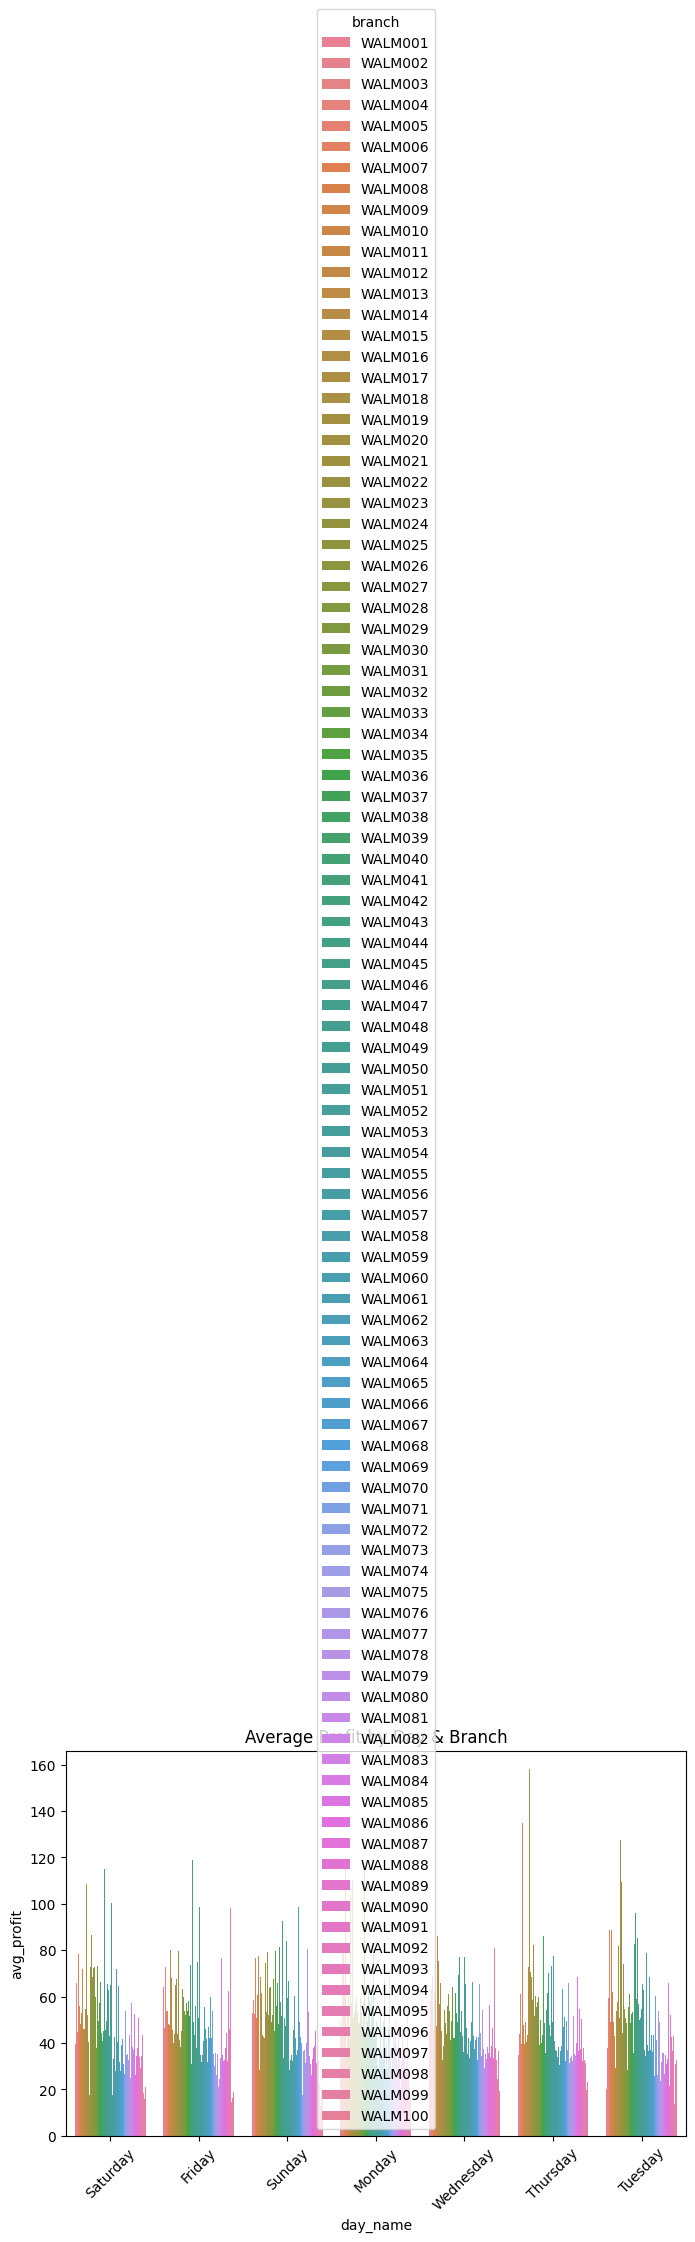 branch
WALM001
WALM002
WALM003
WALM004
WALM005
WALM006
WALM007
WALM008
WALM009
WALM010
WALM011
WALM012
WALM013
WALM014
WALM015
WALM016
WALM017
WALM018
WALM019
WALM020
WALM021
WALM022
WALM023
WALM024
WALM025
WALM026
WALM027
WALM028
WALM029
WALM030
WALM031
WALM032
WALM033
WALM034
WALM035
WALM036
WALM037
WALM038
WALM039
WALM040
WALM041
WALM042
WALM043
WALM044
WALM045
WALM046
WALM047
WALM048
WALM049
WALM050
WALM051
WALM052
WALM053
WALM054
WALM055
WALM056
WALM057
WALM058
WALM059
WALM060
WALM061
WALM062
WALM063
WALM064
WALM065
WALM066
WALM067
WALM068
WALM069
WALM070
WALM071
WALM072
WALM073
WALM074
WALM075
WALM076
WALM077
WALM078
WALM079
WALM080
WALM081
WALM082
WALM083
WALM084
WALM085
WALM086
WALM087
WALM088
WALM089
WALM090
WALM091
WALM092
WALM093
WALM094
WALM095
WALM096
WALM097
WALM098
WALM099
WALM100
Average Profit by Day & Branch
160
140
120
100
80
60
40
20
0
avg_profit
Saturday
Friday
Sunday
Monday
Wednesday
Thursday
Tuesday
day_name